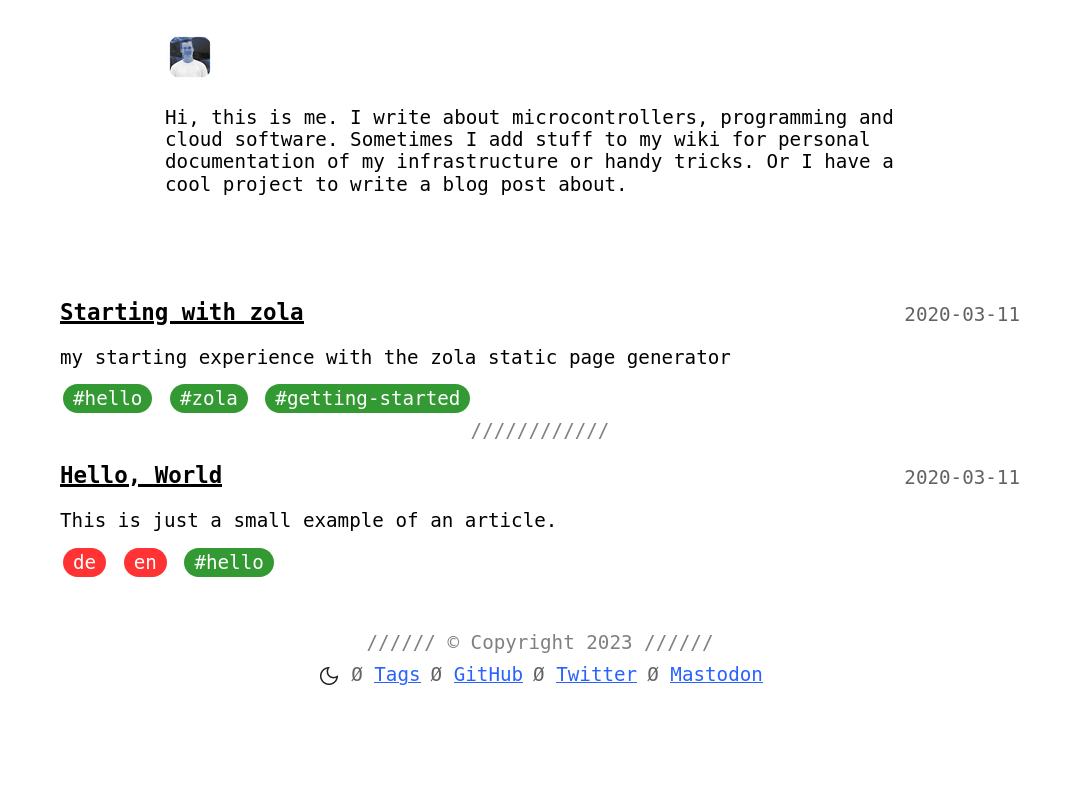 Hi, this is me. I write about microcontrollers, programming and
cloud software. Sometimes I add stuff to my wiki for personal
documentation of my infrastructure or handy tricks. Or I have a
cool project to write a blog post about.
Starting with zola 2020-03-11
my starting experience with the zola static page generator
#hello #zola #getting-started
////////////
Hello, World 2020-03-11
This is just a small example of an article.
de en #hello
////// © Copyright 2023 //////
Ø Tags Ø GitHub Ø Twitter Ø Mastodon